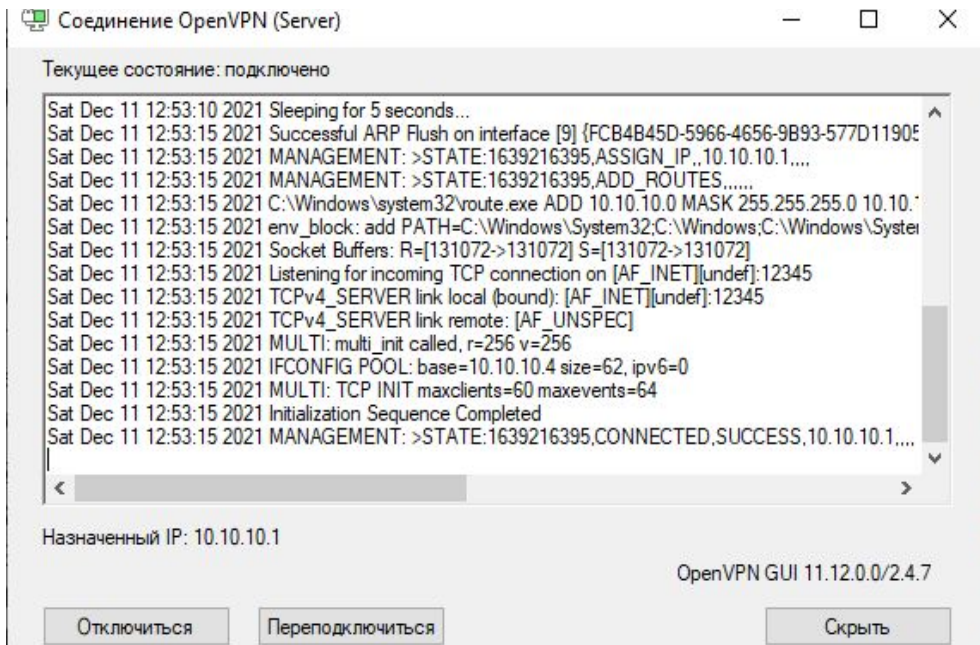 Соединение OpenVPN (Server)
Текущее состояние: подключено
Sat Dec 11 12:53:10 2021 Sleeping for 5 seconds...
Sat Dec 11 12:53:15 2021 Successful ARP Flush on interface [9] {FCB4B45D-5966-4656-9B93-577D11905
Sat Dec 11 12:53:15 2021 MANAGEMENT: >STATE:1639216395,ASSIGN_IP,,10.10.10.1,,,,
Sat Dec 11 12:53:15 2021 MANAGEMENT: >STATE:1639216395,ADD_ROUTES,,,,,,
Sat Dec 11 12:53:15 2021 C:\Windows\system32\route.exe ADD 10.10.10.0 MASK 255.255.255.0 10.10.1
Sat Dec 11 12:53:15 2021 env_block: add PATH=C:\Windows\System32;C:\Windows;C:\Windows\System
Sat Dec 11 12:53:15 2021 Socket Buffers: R=[131072->131072] S=[131072->131072]
Sat Dec 11 12:53:15 2021 Listening for incoming TCP connection on [AF_INET][undef]:12345
Sat Dec 11 12:53:15 2021 TCPv4_SERVER link local (bound): [AF_INET][undef]:12345
Sat Dec 11 12:53:15 2021 TCPv4_SERVER link remote: [AF_UNSPEC]
Sat Dec 11 12:53:15 2021 MULTI: multi_init called, r=256 v=256
Sat Dec 11 12:53:15 2021 IFCONFIG POOL: base=10.10.10.4 size=62, ipv6=0
Sat Dec 11 12:53:15 2021 MULTI: TCP INIT maxclients=60 maxevents=64
Sat Dec 11 12:53:15 2021 Initialization Sequence Completed
Sat Dec 11 12:53:15 2021 MANAGEMENT: >STATE:1639216395,CONNECTED,SUCCESS,10.10.10.1,,,,
Назначенный IP: 10.10.10.1
OpenVPN GUI 11.12.0.0/2.4.7
Отключиться
Переподключиться
Скрыть